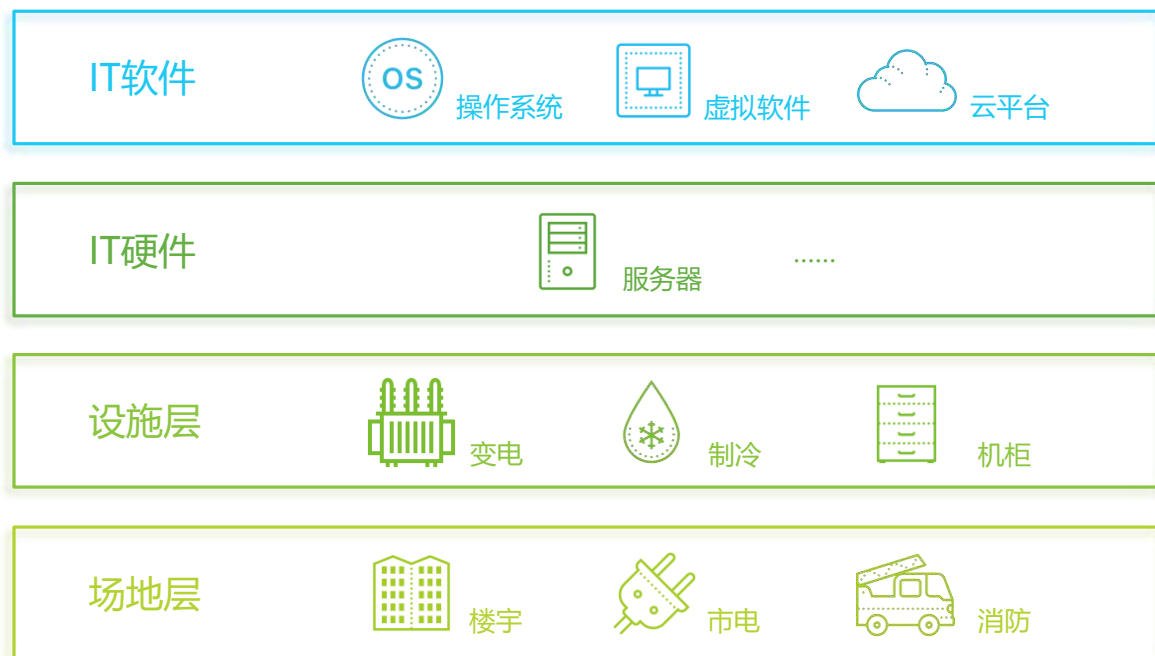 IT软件
OS
操作系统
虚拟软件
云平台
IT硬件
服务器
......
设施层
变电
制冷
机柜
场地层
楼宇
市电
消防